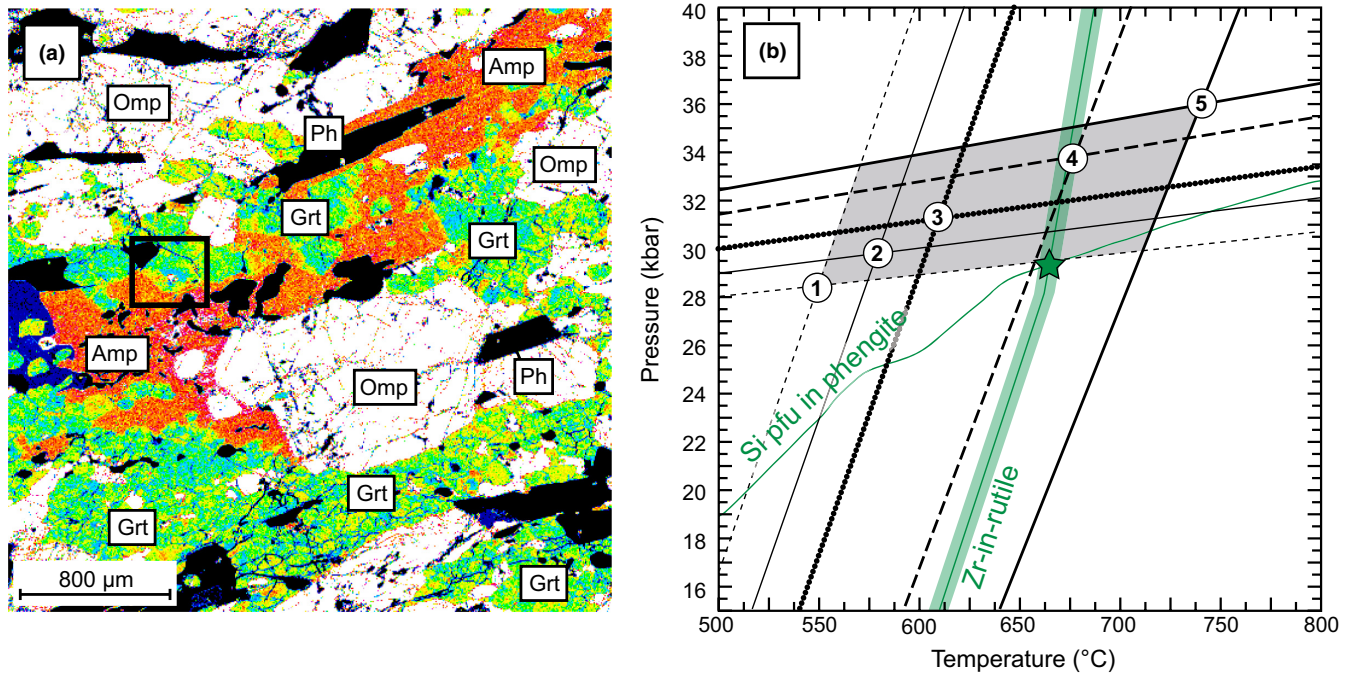 (a)
Amp
Omp
Ph
Omp
Grt
Grt
Amp
Omp
Ph
Grt
Grt
Grt
800 µm
(b)
40
38
36
34
32
30
28
26
24
22
20
18
16
Pressure (kbar)
1
2
3
4
5
Si pfu in phengite
Zr-in-rutile
500 550 600 650 700 750 800
Temperature (°C)